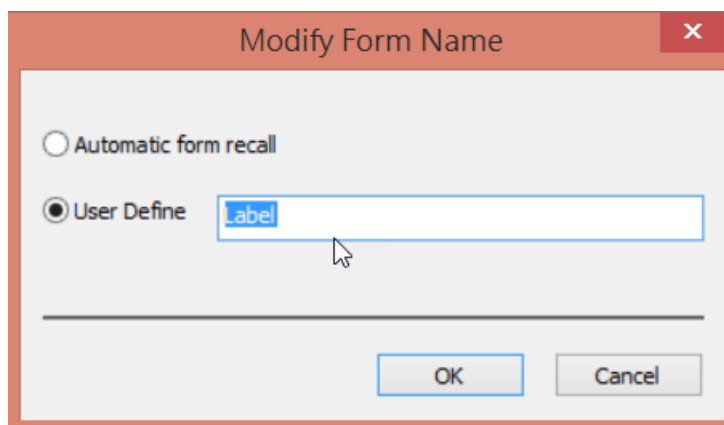 Modify Form Name
Automatic form recall
User Define Label
OK Cancel